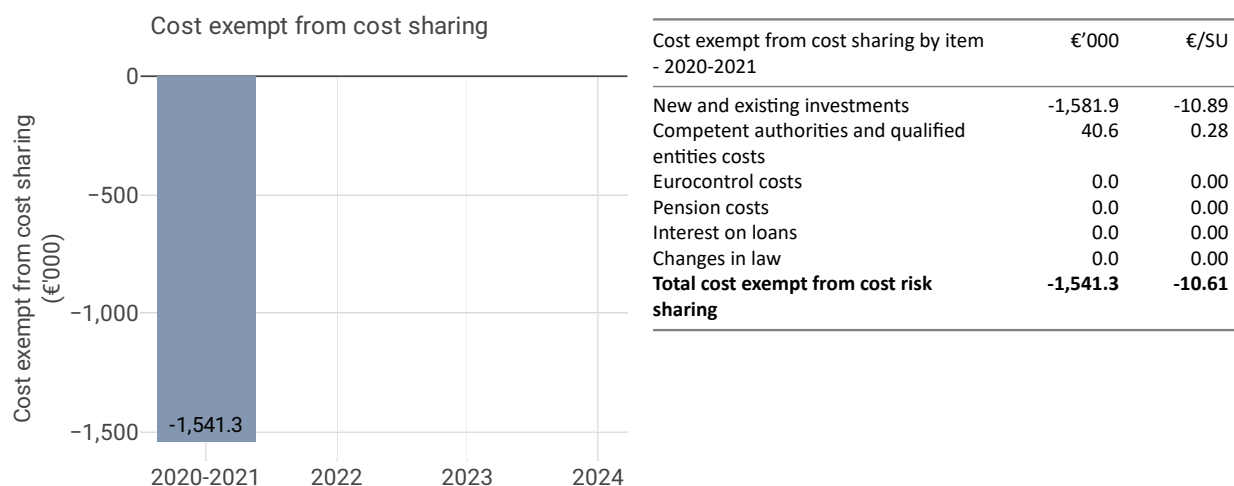 Cost exempt from cost sharing
Cost exempt from cost sharing
(€'000)
0
−500
−1,000
−1,500
-1,541.3
2020-2021 2022 2023 2024
Cost exempt from cost sharing by item €’000 €/SU
- 2020-2021
New and existing investments -1,581.9 -10.89
Competent authorities and qualified 40.6 0.28
entities costs
Eurocontrol costs 0.0 0.00
Pension costs 0.0 0.00
Interest on loans 0.0 0.00
Changes in law 0.0 0.00
Total cost exempt from cost risk -1,541.3 -10.61
sharing